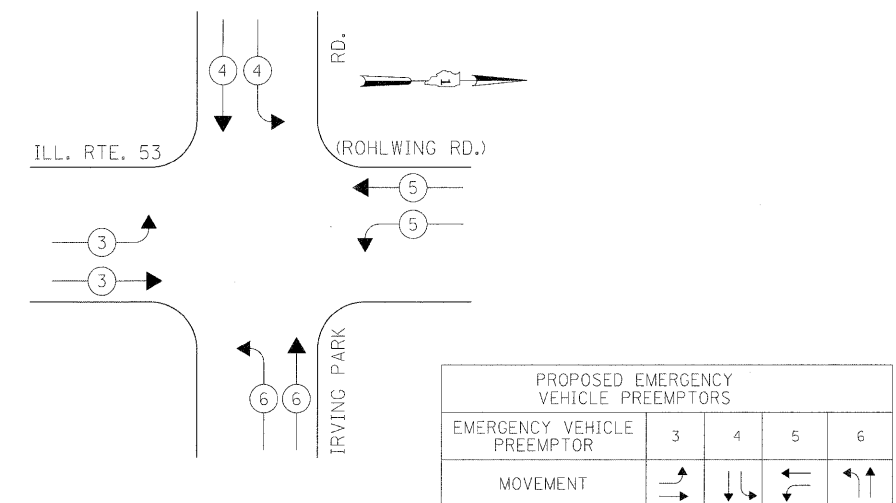 4 4
RD.
1
ILL. RTE. 53
(ROHLWING RD.)
5
3
5
3
6 6
IRVING PARK
PROPOSED EMERGENCY
VEHICLE PREEMPTORS
EMERGENCY VEHICLE
PREEMPTOR
3 4 5 6
MOVEMENT